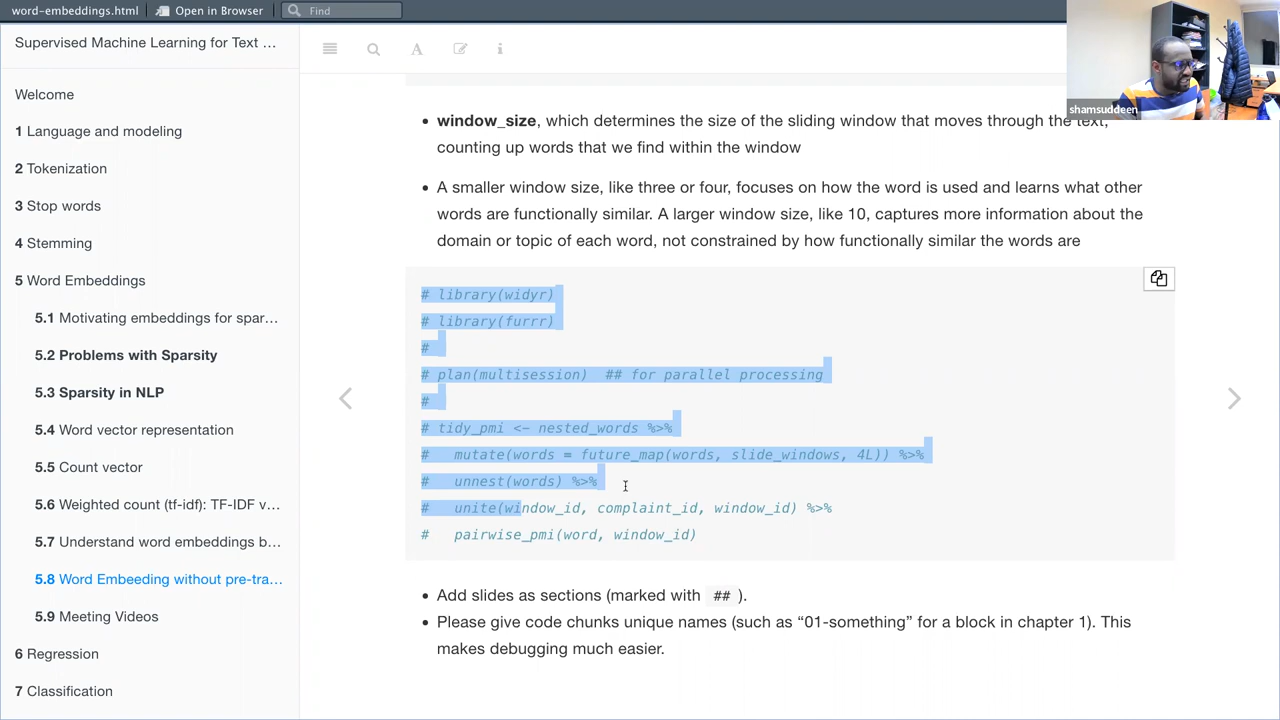 word-embeddings.html
Open in Browser
Find
Supervised Machine Learning for Text ...
Welcome
1 Language and modeling
2 Tokenization
3 Stop words
4 Stemming
5 Word Embeddings
5.1 Motivating embeddings for spar...
5.2 Problems with Sparsity
5.3 Sparsity in NLP
5.4 Word vector representation
5.5 Count vector
5.6 Weighted count (tf-idf): TF-IDF v...
5.7 Understand word embeddings b...
5.8 Word Embeeding without pre-tra...
5.9 Meeting Videos
6 Regression
7 Classification
A
i
shamsuddeen
• window_size, which determines the size of the sliding window that moves through the text,
counting up words that we find within the window
• A smaller window size, like three or four, focuses on how the word is used and learns what other
words are functionally similar. A larger window size, like 10, captures more information about the
domain or topic of each word, not constrained by how functionally similar the words are
# library(widyr)
# library(furrr)
#
# plan(multisession)  ## for parallel processing
#
# tidy_pmi <- nested_words %>%
#   mutate(words = future_map(words, slide_windows, 4L)) %>%
#   unnest(words) %>%
#   unite(window_id, complaint_id, window_id) %>%
#   pairwise_pmi(word, window_id)
• Add slides as sections (marked with ## ).
• Please give code chunks unique names (such as “01-something” for a block in chapter 1). This
makes debugging much easier.